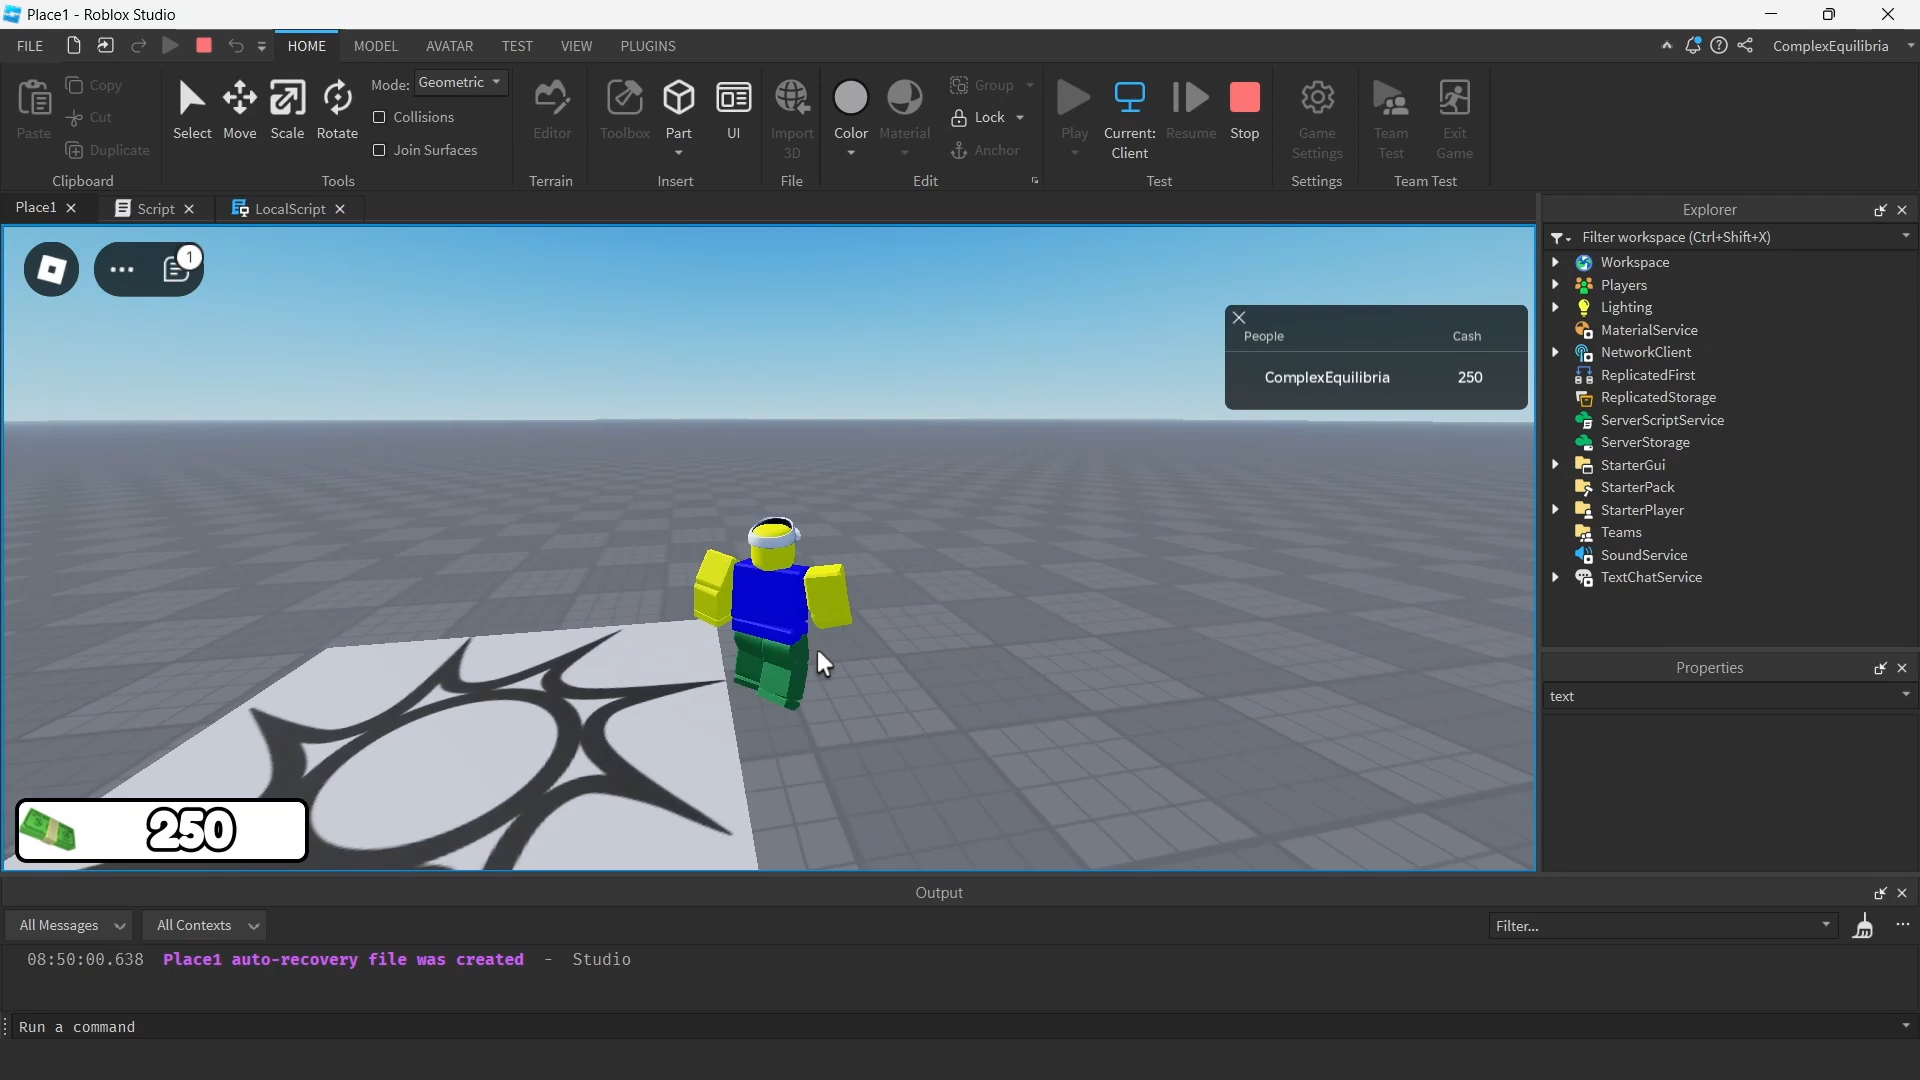 Place1 - Roblox Studio
FILE
HOME
MODEL
AVATAR
TEST
VIEW
PLUGINS
ComplexEquilibria
Paste
Copy
Cut
Duplicate
Clipboard
Select
Move
Scale
Rotate
Mode: Geometric
Collisions
Join Surfaces
Tools
Editor
Terrain
Toolbox
Part
UI
Insert
Import
3D
File
Color
Material
Group
Lock
Anchor
Edit
Play
Current:
Client
Resume
Stop
Test
Game
Settings
Settings
Team
Test
Exit
Game
Team Test
Place1
Script
LocalScript
1
People
Cash
ComplexEquilibria
250
250
Explorer
Filter workspace (Ctrl+Shift+X)
Workspace
Players
Lighting
MaterialService
NetworkClient
ReplicatedFirst
ReplicatedStorage
ServerScriptService
ServerStorage
StarterGui
StarterPack
StarterPlayer
Teams
SoundService
TextChatService
Properties
text
Output
All Messages
All Contexts
Filter...
08:50:00.638 Place1 auto-recovery file was created - Studio
Run a command